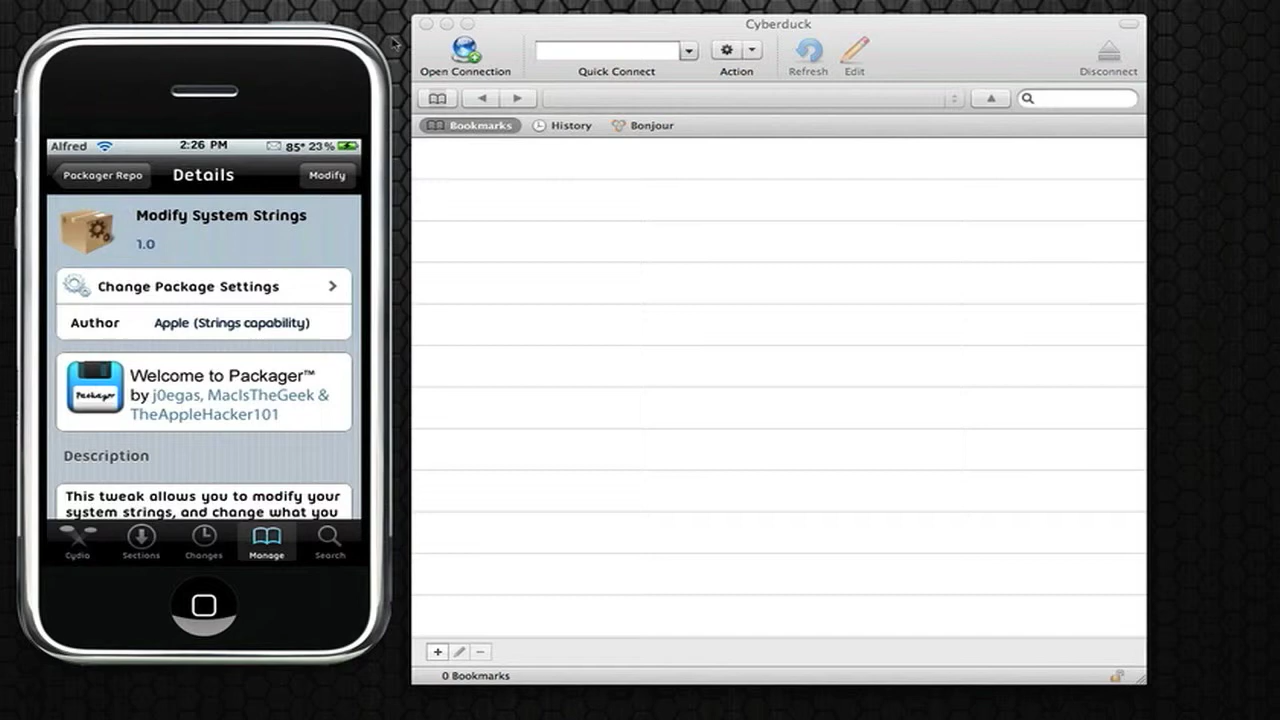 Alfred
2:26 PM
85° 23%
Packager Repo
Details
Modify
Modify System Strings
1.0
Change Package Settings
Author
Apple (Strings capability)
Packager
Welcome to Packager™
by j0egas, MacIsTheGeek &
TheAppleHacker101
Description
This tweak allows you to modify your
system strings, and change what you
Cydia
Sections
Changes
Manage
Search
Cyberduck
Open Connection
Quick Connect
Action
Refresh
Edit
Disconnect
Bookmarks
History
Bonjour
0 Bookmarks